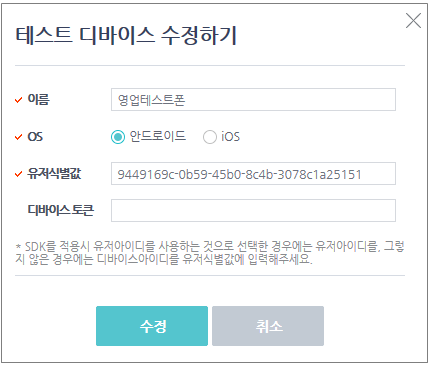 테스트 디바이스 수정하기
이름
영업테스트폰
OS
안드로이드
iOS
유저식별값
9449169c-0b59-45b0-8c4b-3078c1a25151
디바이스 토큰
* SDK를 적용시 유저아이디를 사용하는 것으로 선택한 경우에는 유저아이디를, 그렇
지 않은 경우에는 디바이스아이디를 유저식별값에 입력해주세요.
수정
취소